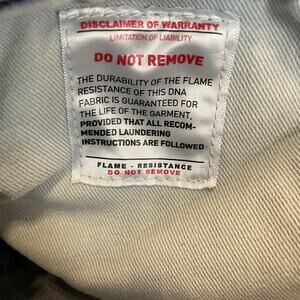 DISCLAIMER OF WARRANTY
LIMITATION OF LIABILITY
DO NOT REMOVE
THE DURABILITY OF THE FLAME
RESISTANCE OF THIS DNA
FABRIC IS GUARANTEED FOR
THE LIFE OF THE GARMENT,
PROVIDED THAT ALL RECOM-
MENDED LAUNDERING
INSTRUCTIONS ARE FOLLOWED
FLAME - RESISTANCE
DO NOT REMOVE